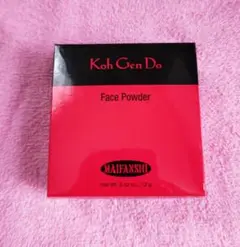 Koh Gen Do
Face Powder
MAIFANSHI